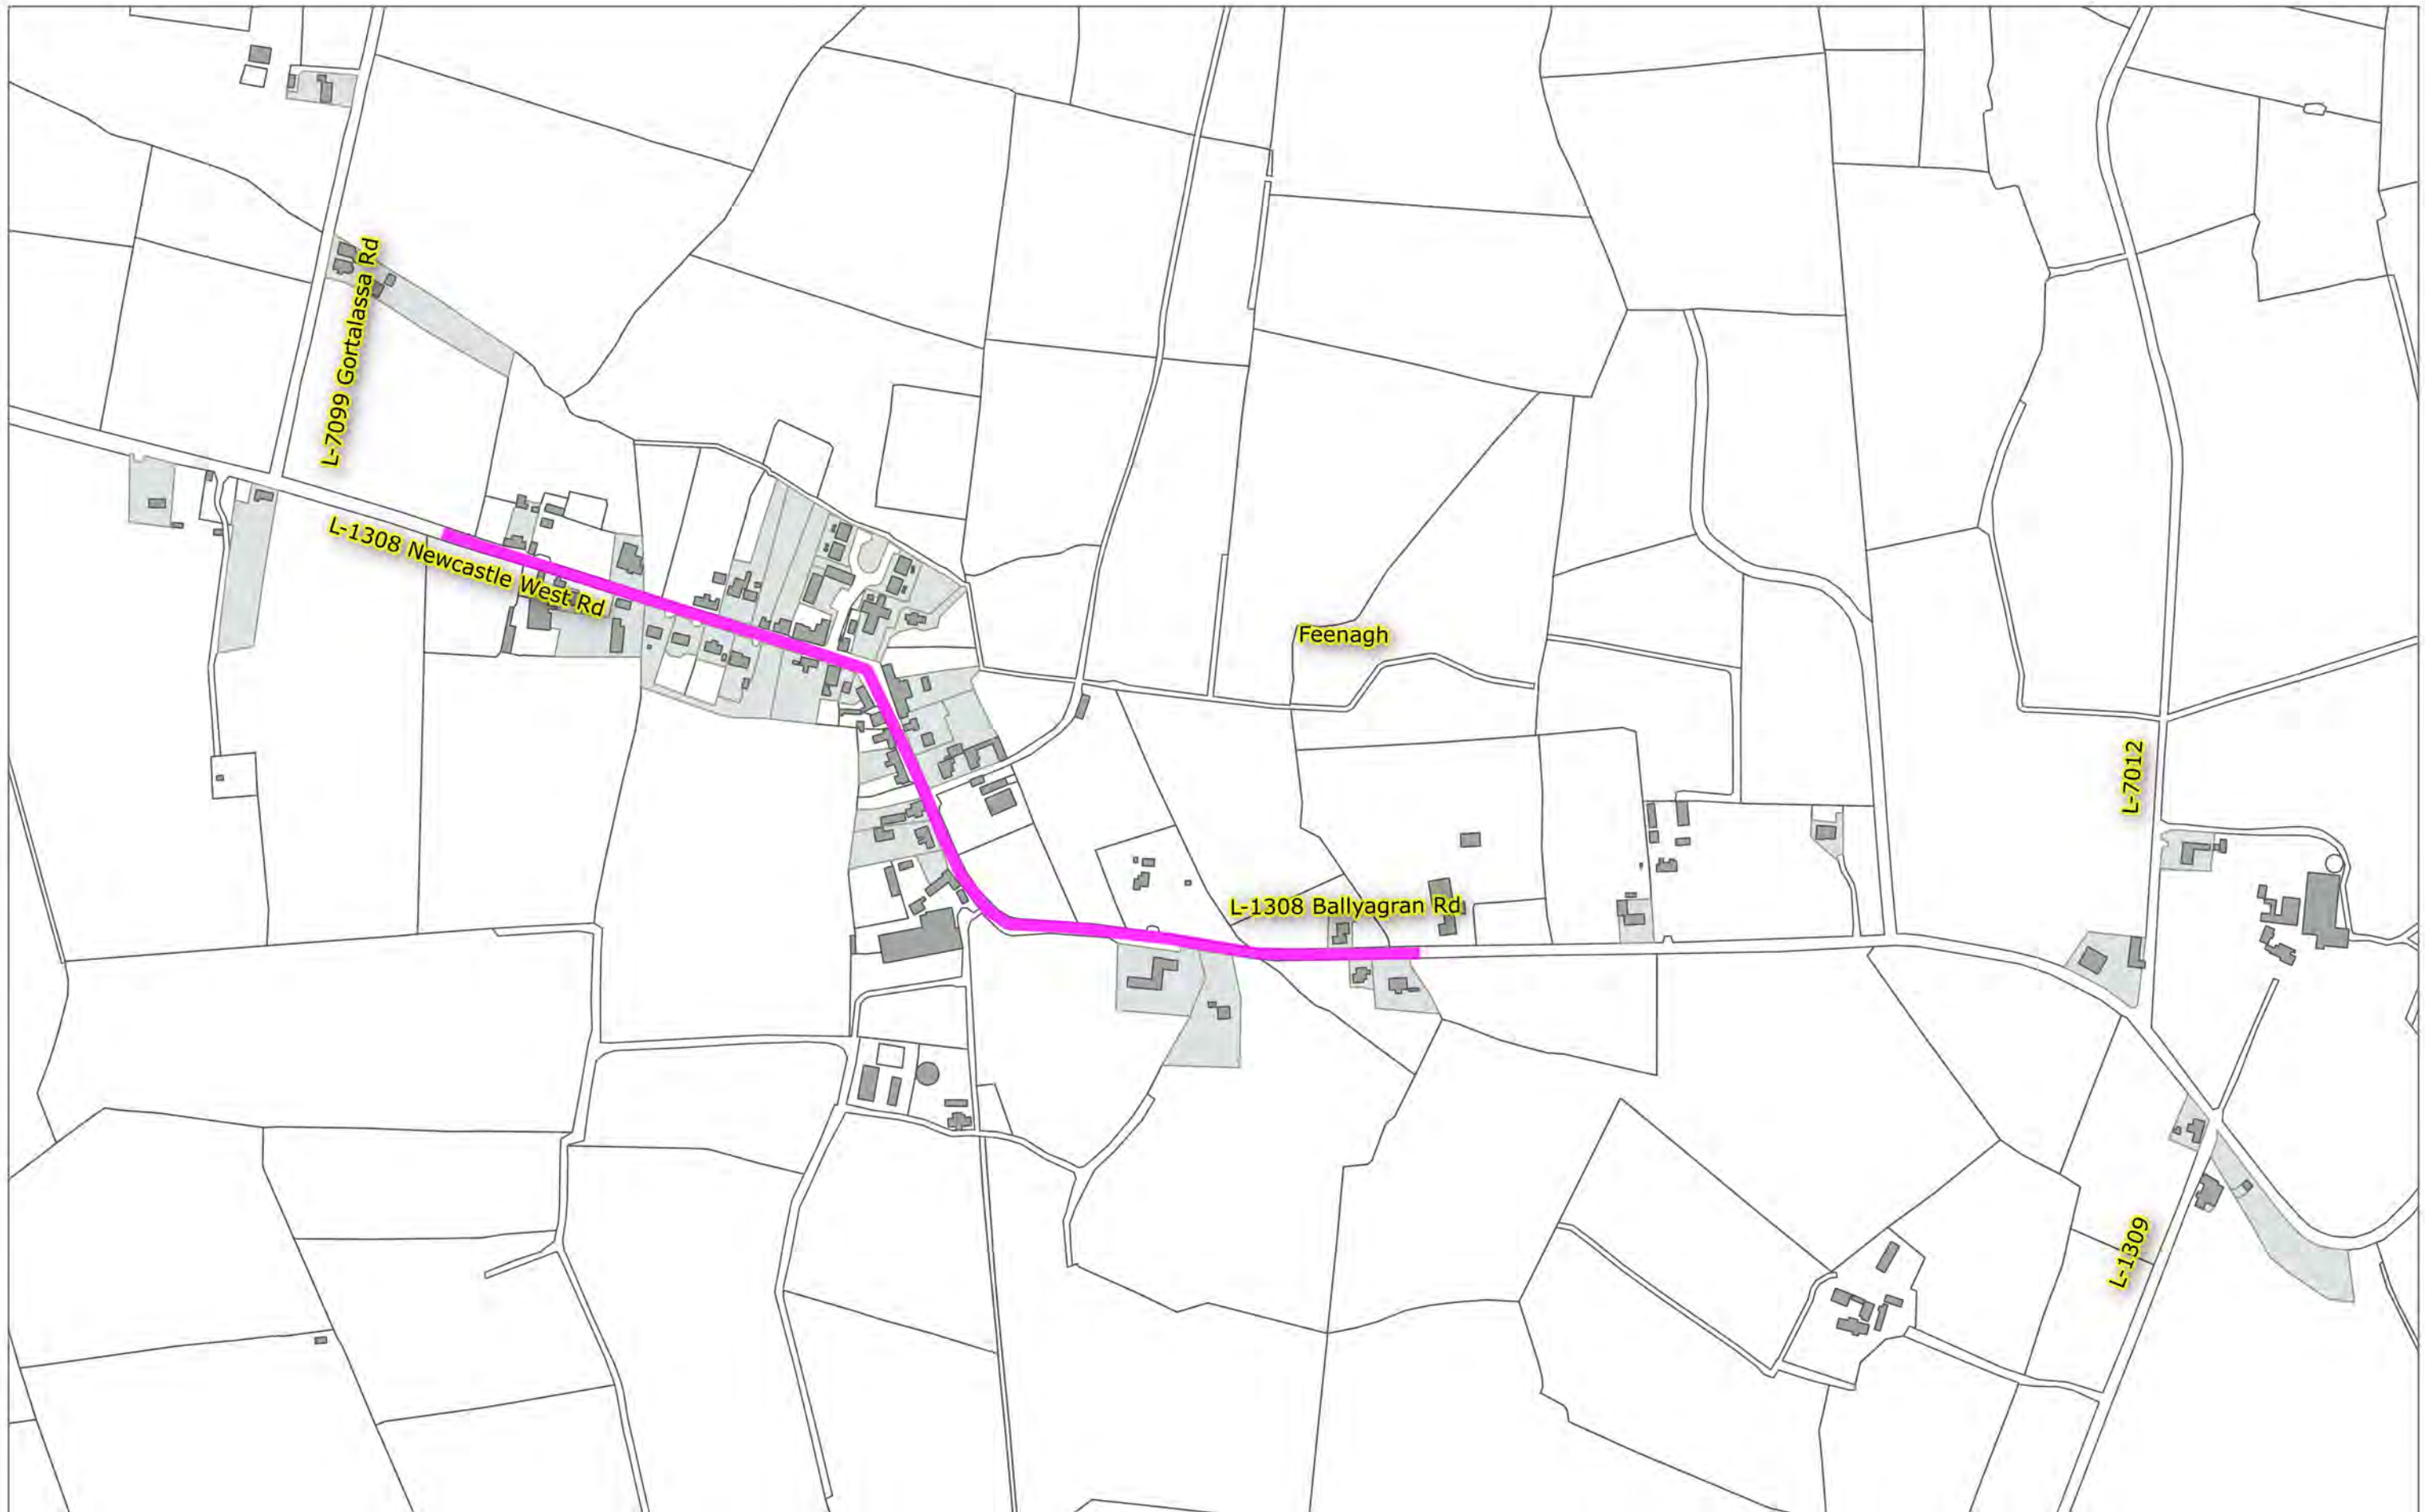 L-7099 Gortalassa Rd
L-1308 Newcastle West Rd
Feenagh
L-7012
L-1308 Ballyagran Rd
L-1309